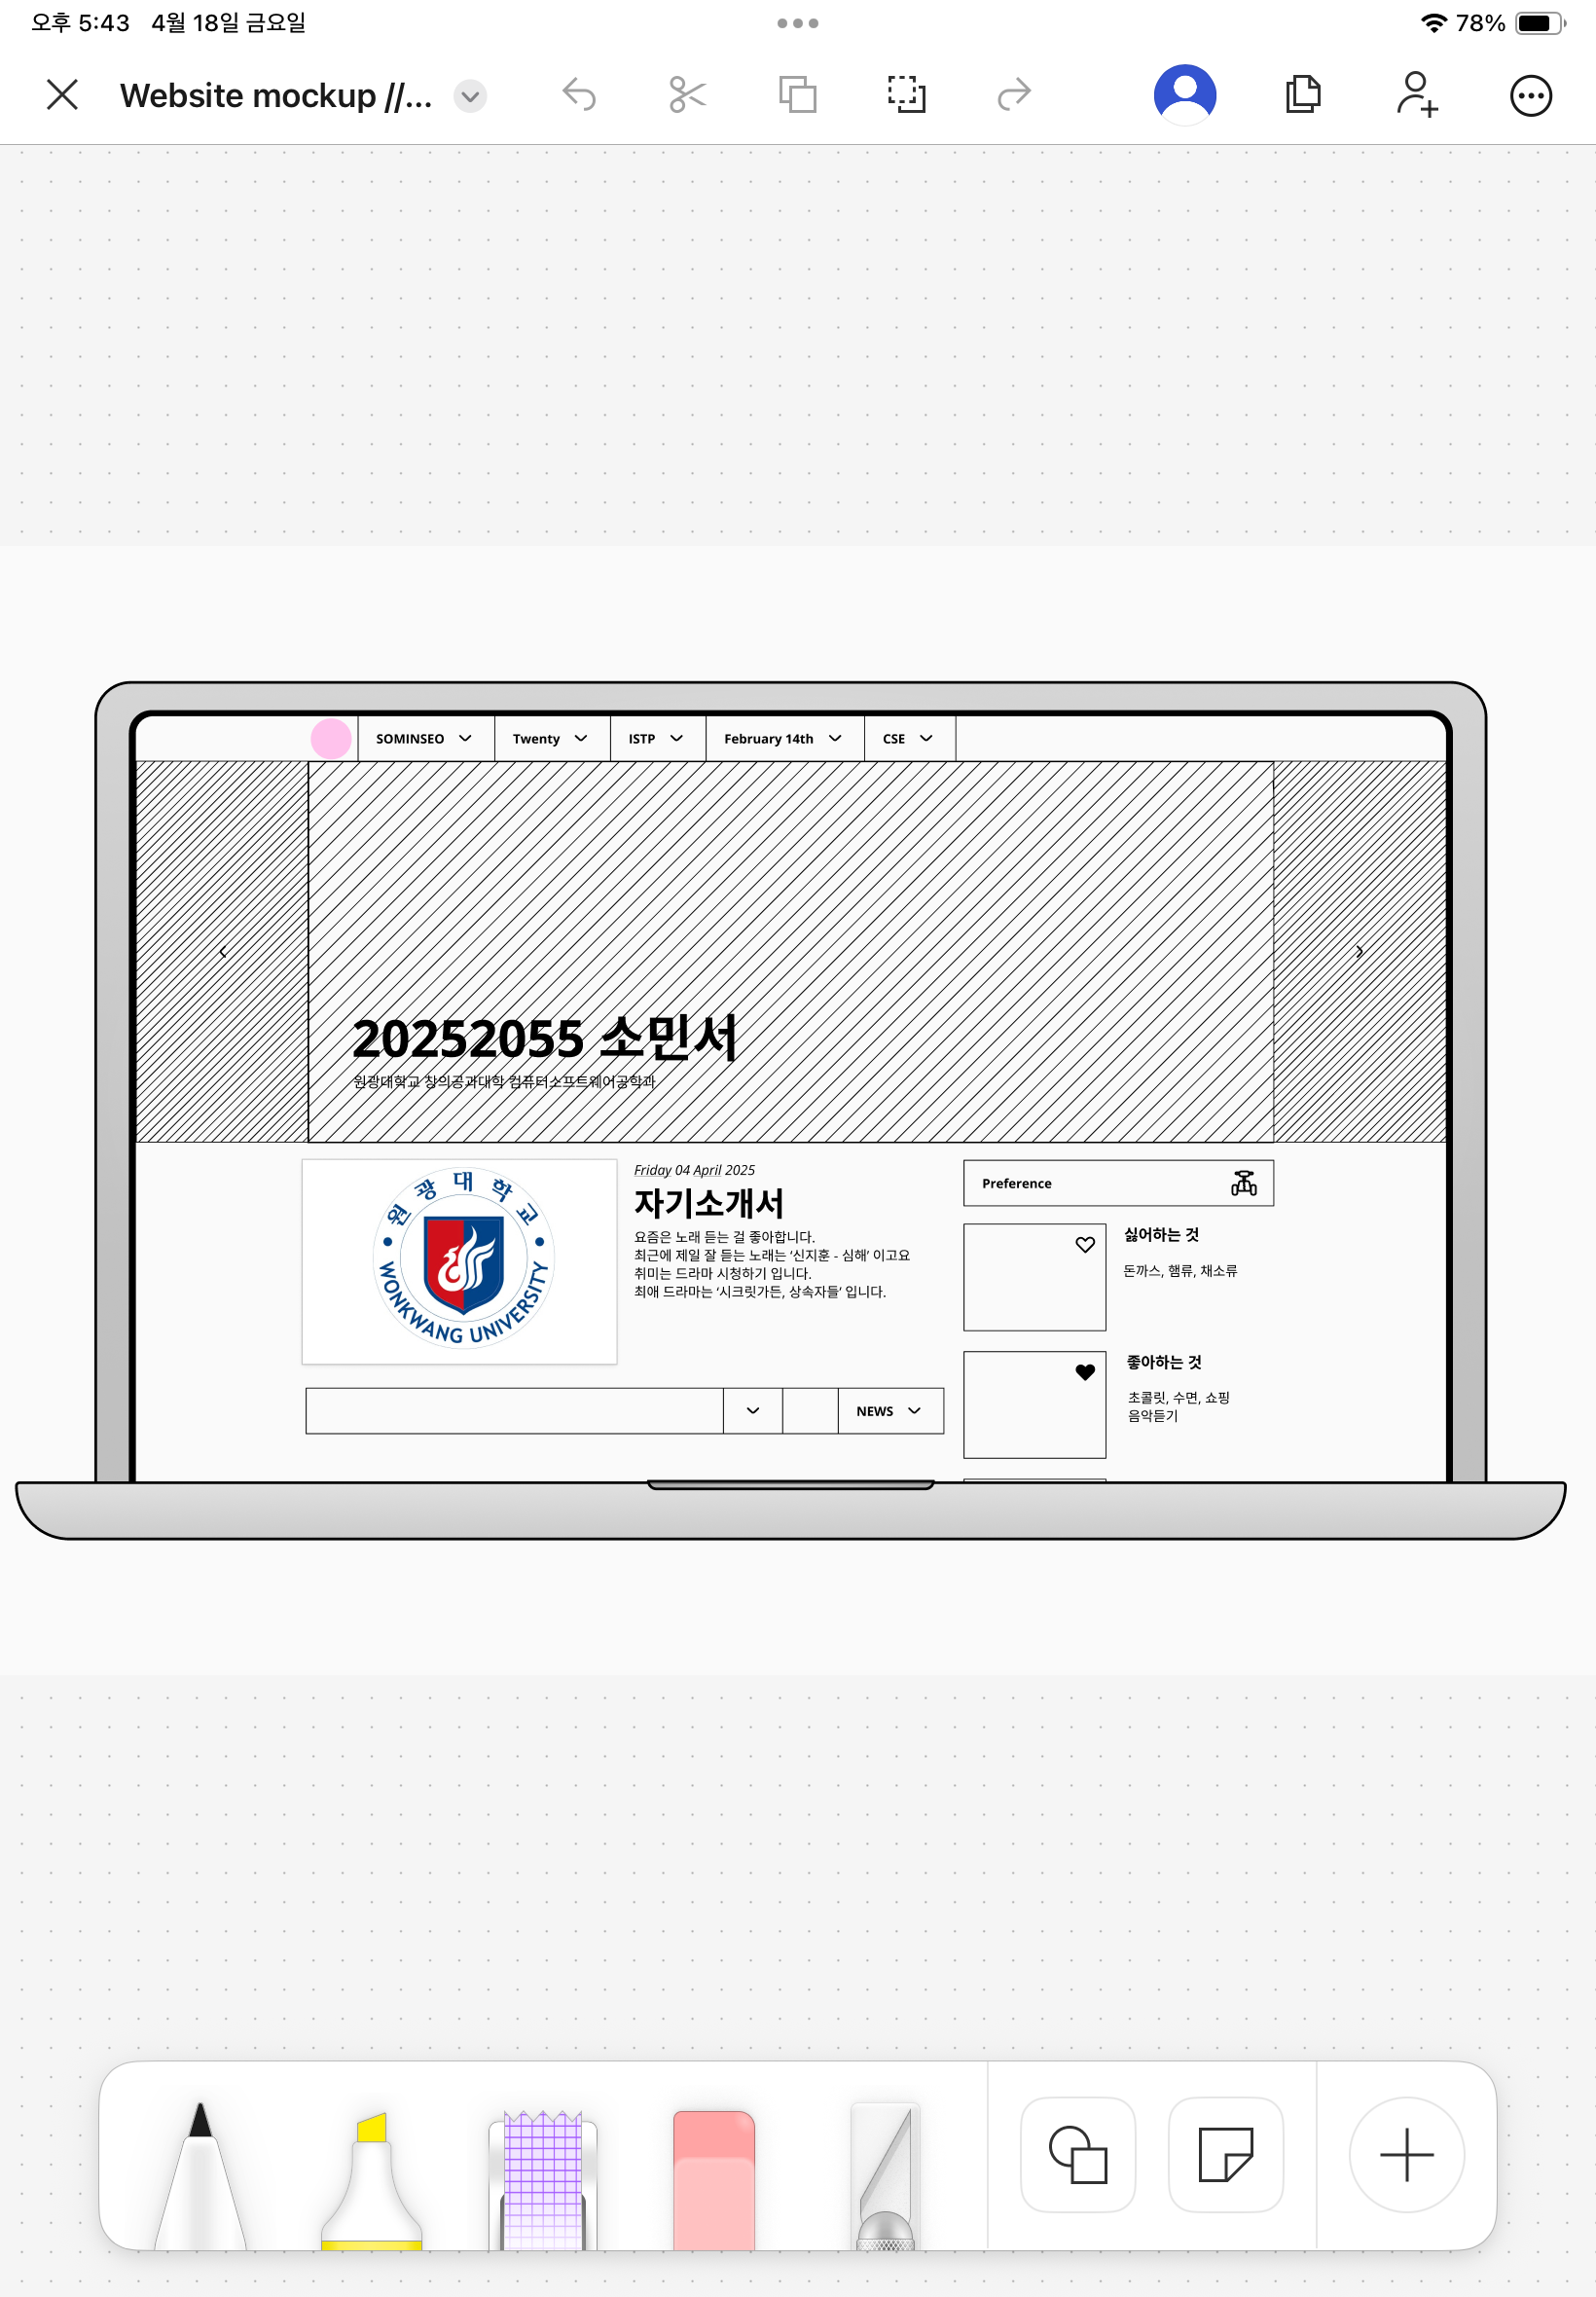 오후 5:43 4월 18일 금요일
78%
Website mockup //...
SOMINSEO
Twenty
ISTP
February 14th
CSE
20252055 소민서
원광대학교 창의공과대학 컴퓨터소프트웨어공학과
원광대학교
WONKWANG UNIVERSITY
Friday 04 April 2025
자기소개서
요즘은 노래 듣는 걸 좋아합니다.
최근에 제일 잘 듣는 노래는 ‘신지훈 - 심해’ 이고요
취미는 드라마 시청하기 입니다.
최애 드라마는 ‘시크릿가든, 상속자들’ 입니다.
NEWS
Preference
싫어하는 것
돈까스, 햄류, 채소류
좋아하는 것
초콜릿, 수면, 쇼핑
음악듣기